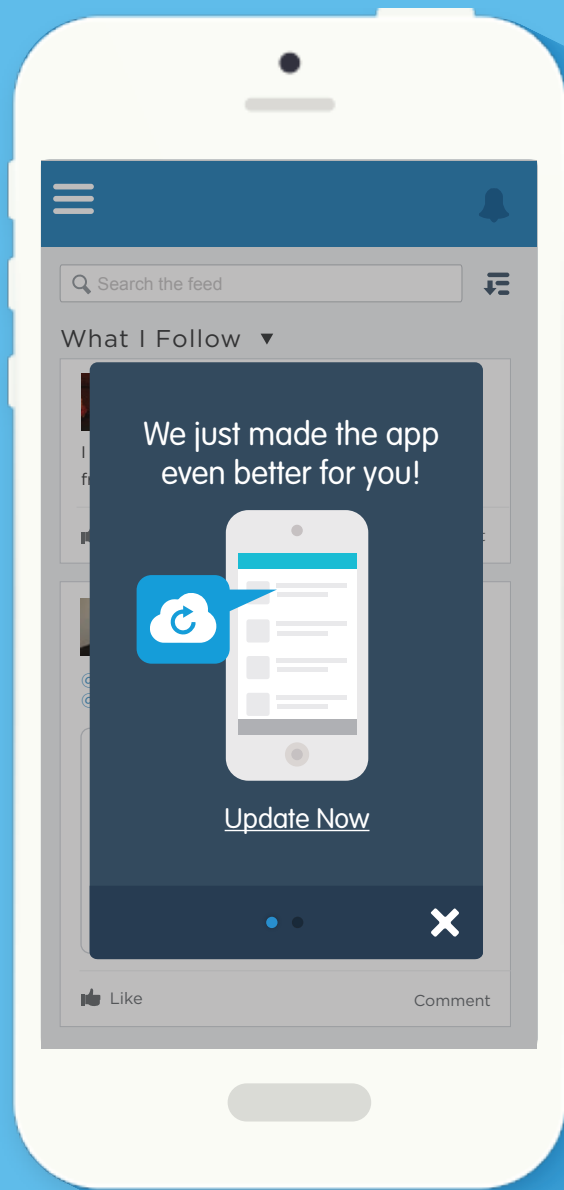 Search the feed
What I Follow
I
We just made the app
even better for you!
Update Now
Like
Comment